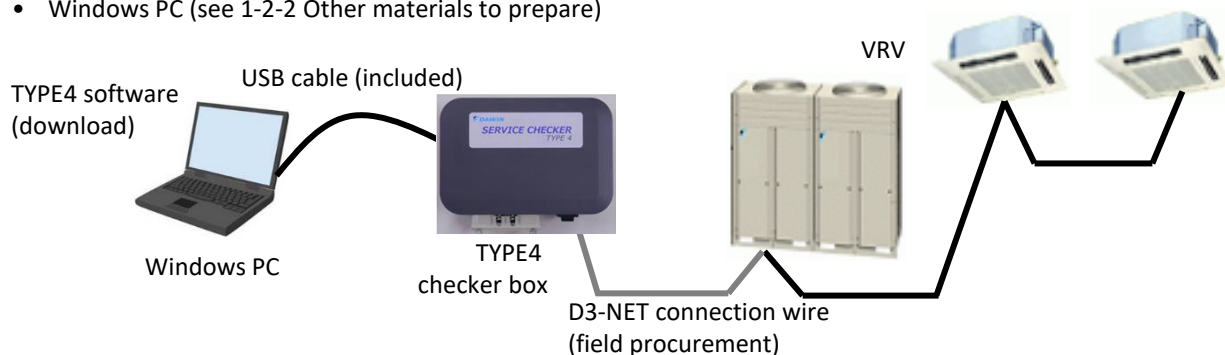 • Windows PC (see 1-2-2 Other materials to prepare)
VRV
USB cable (included)
TYPE4 software
(download)
DAIKIN
SERVICE CHECKER
TYPE 4
TYPE4
checker box
Windows PC
D3-NET connection wire
(field procurement)